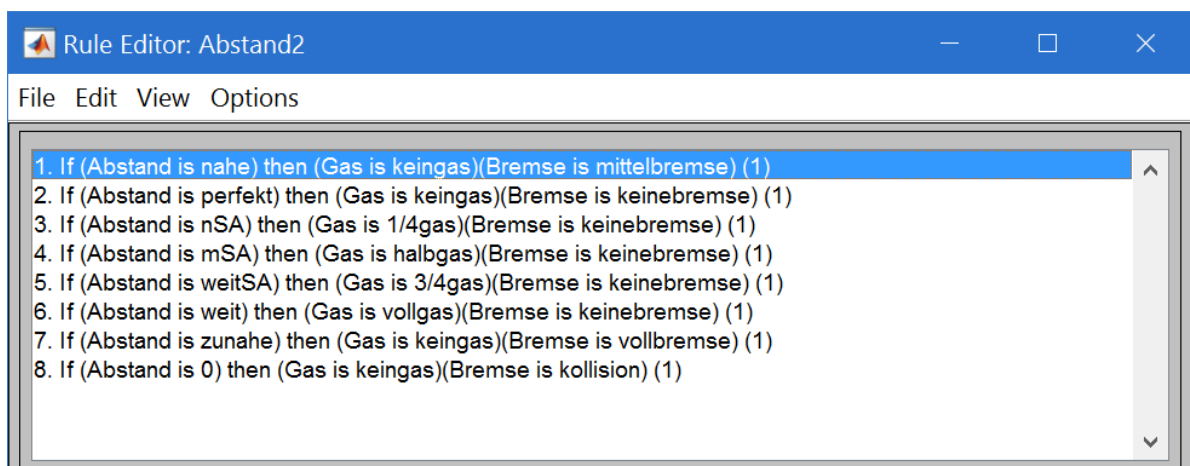 Rule Editor: Abstand2
File Edit View Options
1. If (Abstand is nahe) then (Gas is keingas)(Bremse is mittelbremse) (1)
2. If (Abstand is perfekt) then (Gas is keingas)(Bremse is keinebremse) (1)
3. If (Abstand is nSA) then (Gas is 1/4gas)(Bremse is keinebremse) (1)
4. If (Abstand is mSA) then (Gas is halbgas)(Bremse is keinebremse) (1)
5. If (Abstand is weitSA) then (Gas is 3/4gas)(Bremse is keinebremse) (1)
6. If (Abstand is weit) then (Gas is vollgas)(Bremse is keinebremse) (1)
7. If (Abstand is zunahe) then (Gas is keingas)(Bremse is vollbremse) (1)
8. If (Abstand is 0) then (Gas is keingas)(Bremse is kollision) (1)